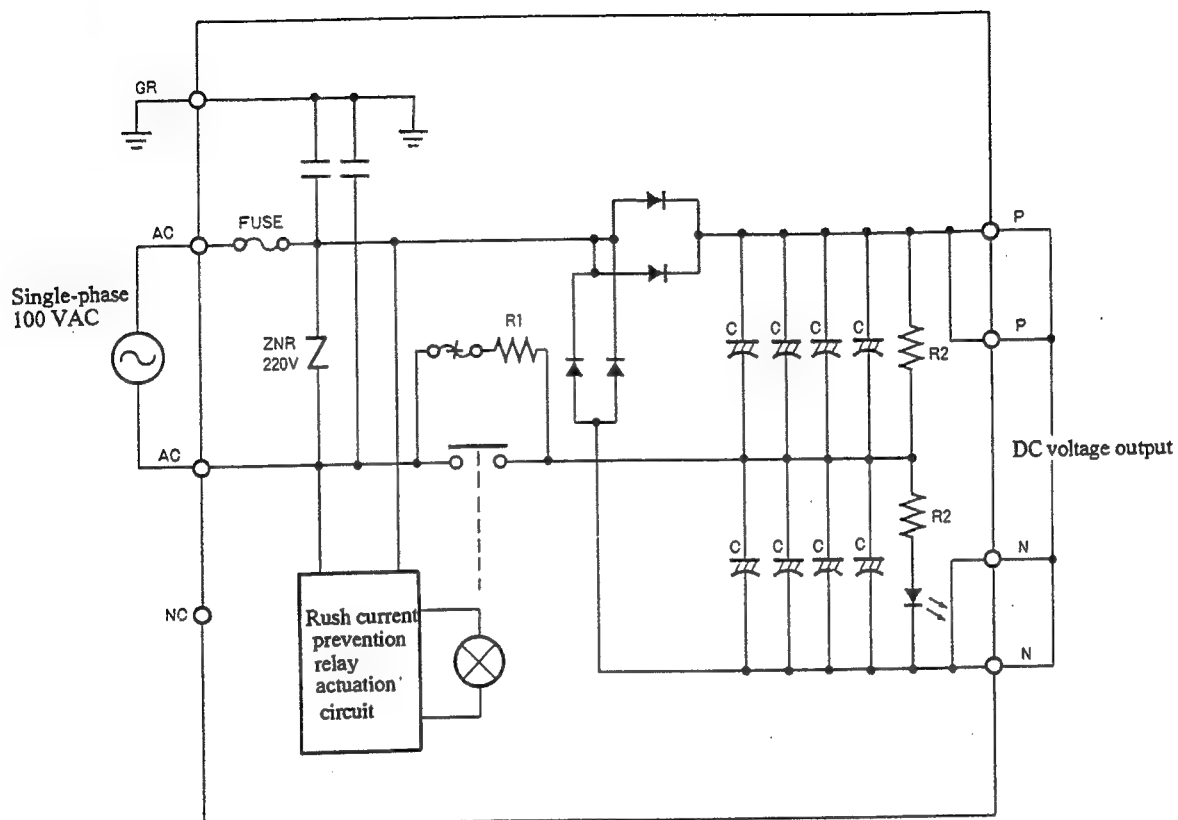 GR
AC
FUSE
Single-phase
100 VAC
ZNR
220V
R1
AC
NC
Rush current
prevention
relay
actuation
circuit
C C C C
R2
C C C C
R2
P
P
DC voltage output
N
N